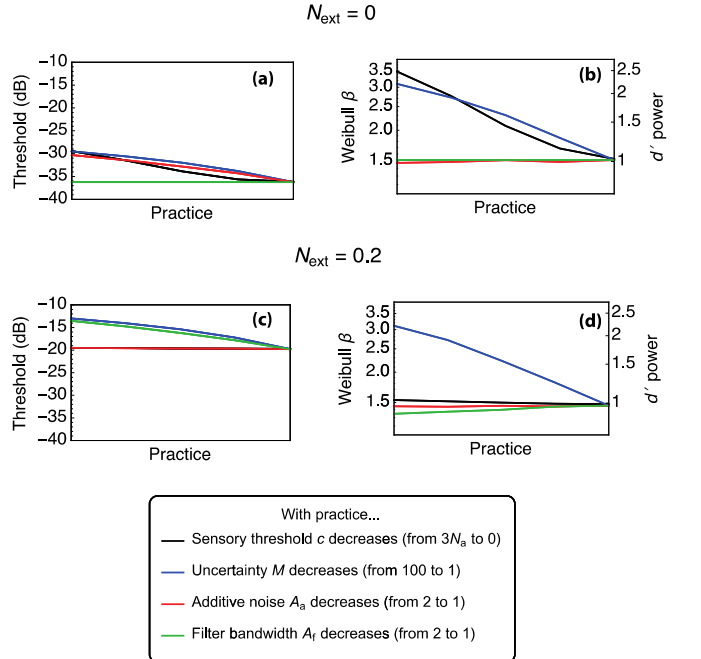 N_ext = 0
(a)
Threshold (dB)
−10
−15
−20
−25
−30
−35
−40
Practice
(b)
Weibull β
3.5
3.0
2.5
2.0
1.5
2.5
2
1.5
1
d′ power
Practice
N_ext = 0.2
(c)
Threshold (dB)
−10
−15
−20
−25
−30
−35
−40
Practice
(d)
Weibull β
3.5
3.0
2.5
2.0
1.5
2.5
2
1.5
1
d′ power
Practice
With practice...
Sensory threshold c decreases (from 3N_a to 0)
Uncertainty M decreases (from 100 to 1)
Additive noise A_a decreases (from 2 to 1)
Filter bandwidth A_f decreases (from 2 to 1)